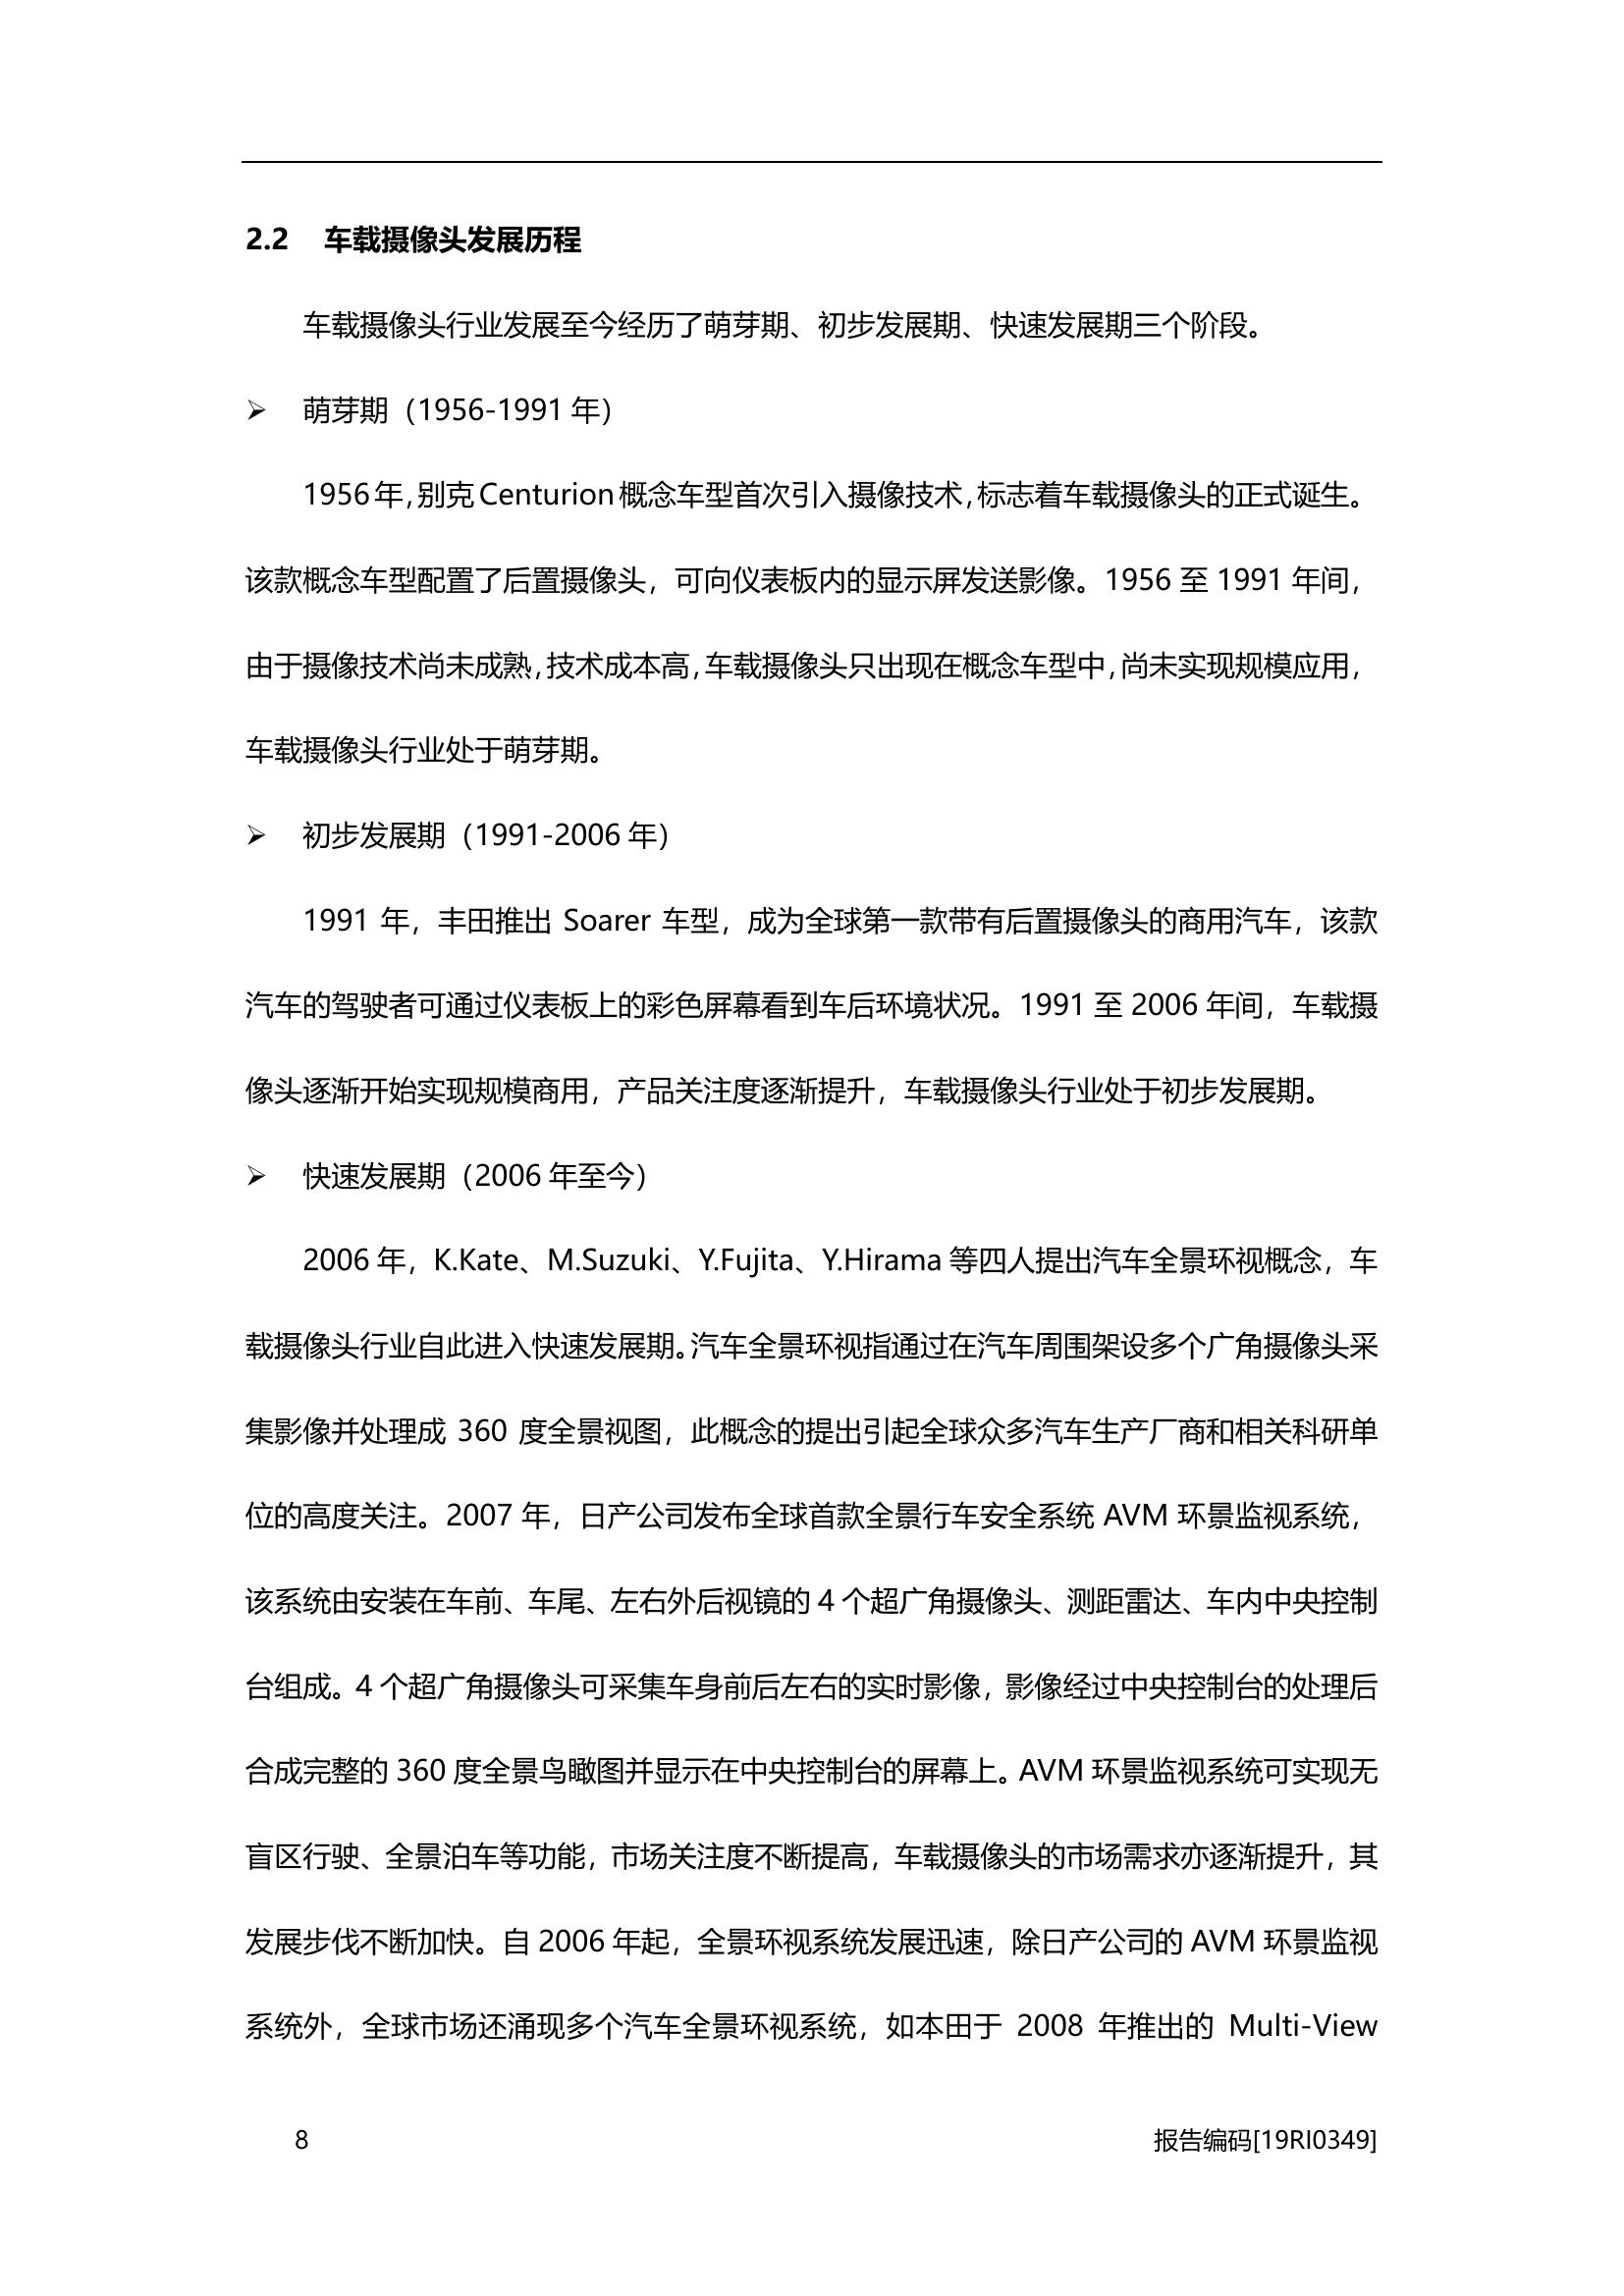 2.2 车载摄像头发展历程
车载摄像头行业发展至今经历了萌芽期、初步发展期、快速发展期三个阶段。
➢ 萌芽期（1956-1991 年）
1956年，别克Centurion概念车型首次引入摄像技术，标志着车载摄像头的正式诞生。
该款概念车型配置了后置摄像头，可向仪表板内的显示屏发送影像。1956 至 1991 年间，
由于摄像技术尚未成熟，技术成本高，车载摄像头只出现在概念车型中，尚未实现规模应用，
车载摄像头行业处于萌芽期。
➢ 初步发展期（1991-2006 年）
1991 年，丰田推出 Soarer 车型，成为全球第一款带有后置摄像头的商用汽车，该款
汽车的驾驶者可通过仪表板上的彩色屏幕看到车后环境状况。1991 至 2006 年间，车载摄
像头逐渐开始实现规模商用，产品关注度逐渐提升，车载摄像头行业处于初步发展期。
➢ 快速发展期（2006 年至今）
2006 年，K.Kate、M.Suzuki、Y.Fujita、Y.Hirama 等四人提出汽车全景环视概念，车
载摄像头行业自此进入快速发展期。汽车全景环视指通过在汽车周围架设多个广角摄像头采
集影像并处理成 360 度全景视图，此概念的提出引起全球众多汽车生产厂商和相关科研单
位的高度关注。2007 年，日产公司发布全球首款全景行车安全系统 AVM 环景监视系统，
该系统由安装在车前、车尾、左右外后视镜的 4 个超广角摄像头、测距雷达、车内中央控制
台组成。4 个超广角摄像头可采集车身前后左右的实时影像，影像经过中央控制台的处理后
合成完整的 360 度全景鸟瞰图并显示在中央控制台的屏幕上。AVM 环景监视系统可实现无
盲区行驶、全景泊车等功能，市场关注度不断提高，车载摄像头的市场需求亦逐渐提升，其
发展步伐不断加快。自 2006 年起，全景环视系统发展迅速，除日产公司的 AVM 环景监视
系统外，全球市场还涌现多个汽车全景环视系统，如本田于 2008 年推出的 Multi-View
8 报告编码[19RI0349]